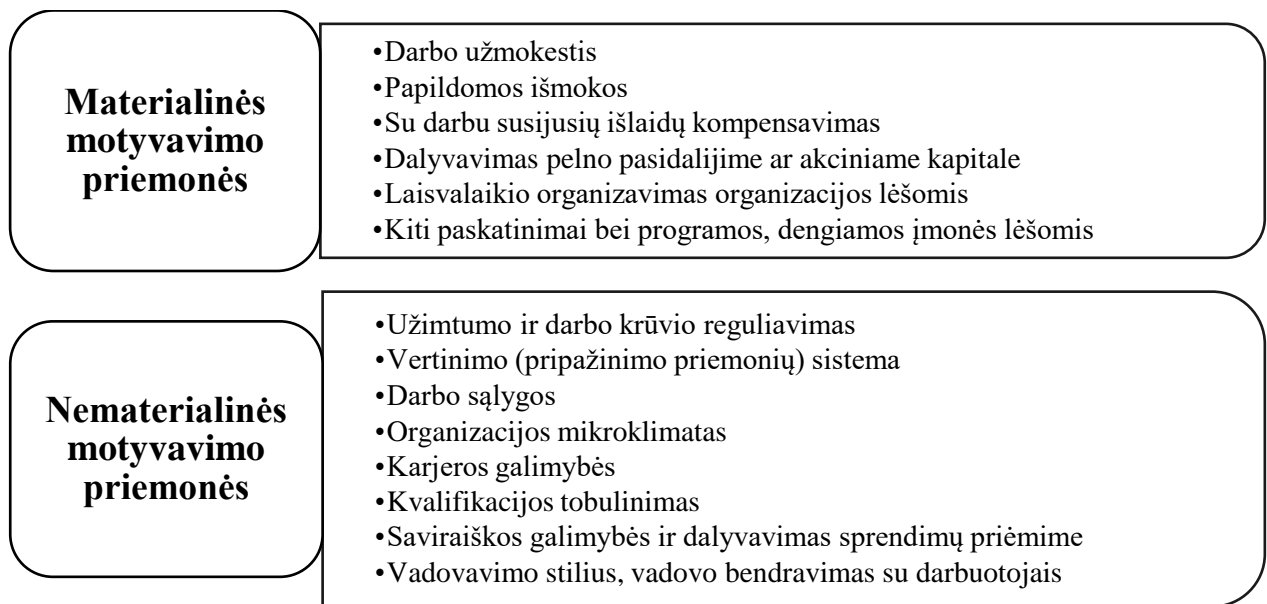 Materialinės
motyvavimo
priemonės
•Darbo užmokestis
•Papildomos išmokos
•Su darbu susijusių išlaidų kompensavimas
•Dalyvavimas pelno pasidalijime ar akciniame kapitale
•Laisvalaikio organizavimas organizacijos lėšomis
•Kiti paskatinimai bei programos, dengiamos įmonės lėšomis
Nematerialinės
motyvavimo
priemonės
•Užimtumo ir darbo krūvio reguliavimas
•Vertinimo (pripažinimo priemonių) sistema
•Darbo sąlygos
•Organizacijos mikroklimatas
•Karjeros galimybės
•Kvalifikacijos tobulinimas
•Saviraiškos galimybės ir dalyvavimas sprendimų priėmime
•Vadovavimo stilius, vadovo bendravimas su darbuotojais